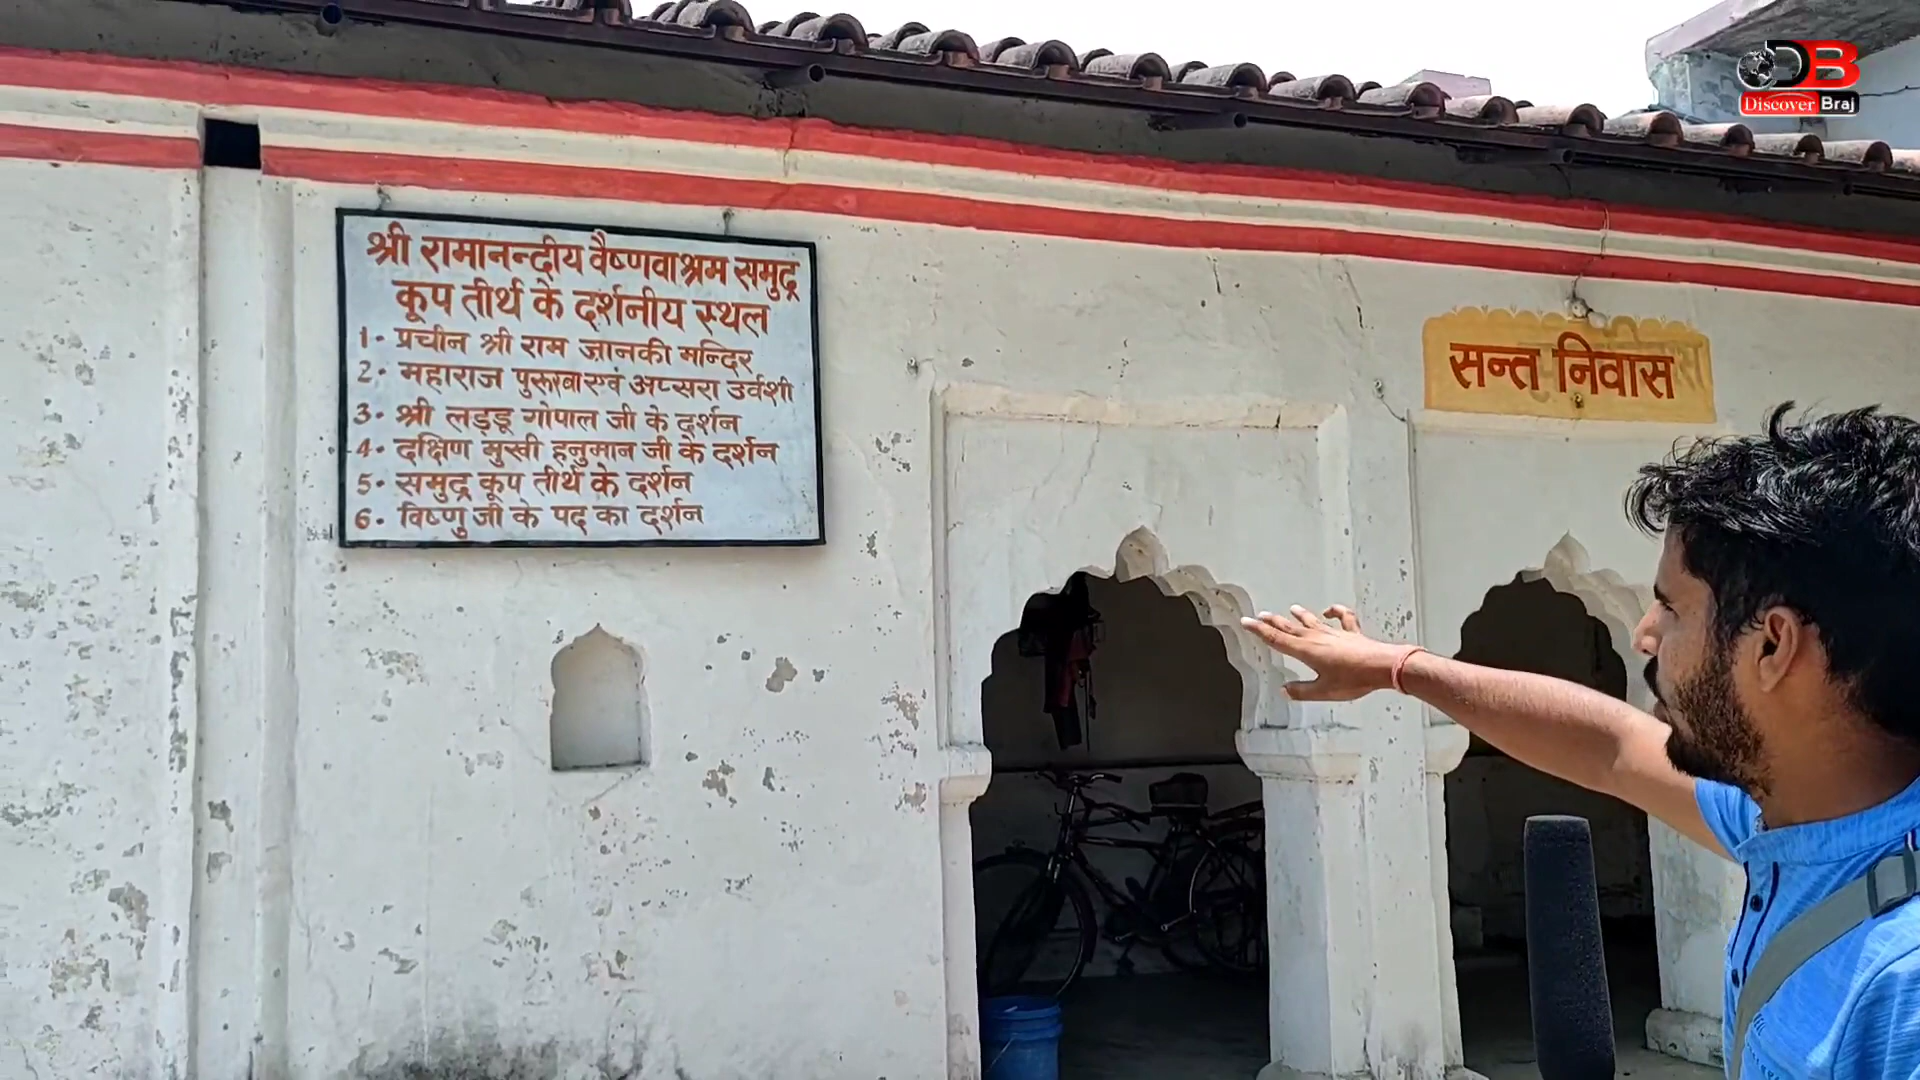 श्री रामानन्दीय वैष्णवाश्रम समुद्र
कूप तीर्थ के दर्शनीय स्थल
1. प्रचीन श्री राम जानकी मन्दिर
2. महाराज पुरूरवा एवं अप्सरा उर्वशी
3. श्री लड्डू गोपाल जी के दर्शन
4. दक्षिण मुखी हनुमान जी के दर्शन
5. समुद्र कूप तीर्थ के दर्शन
6. विष्णु जी के पद का दर्शन
सन्त निवास
DB
Discover Braj